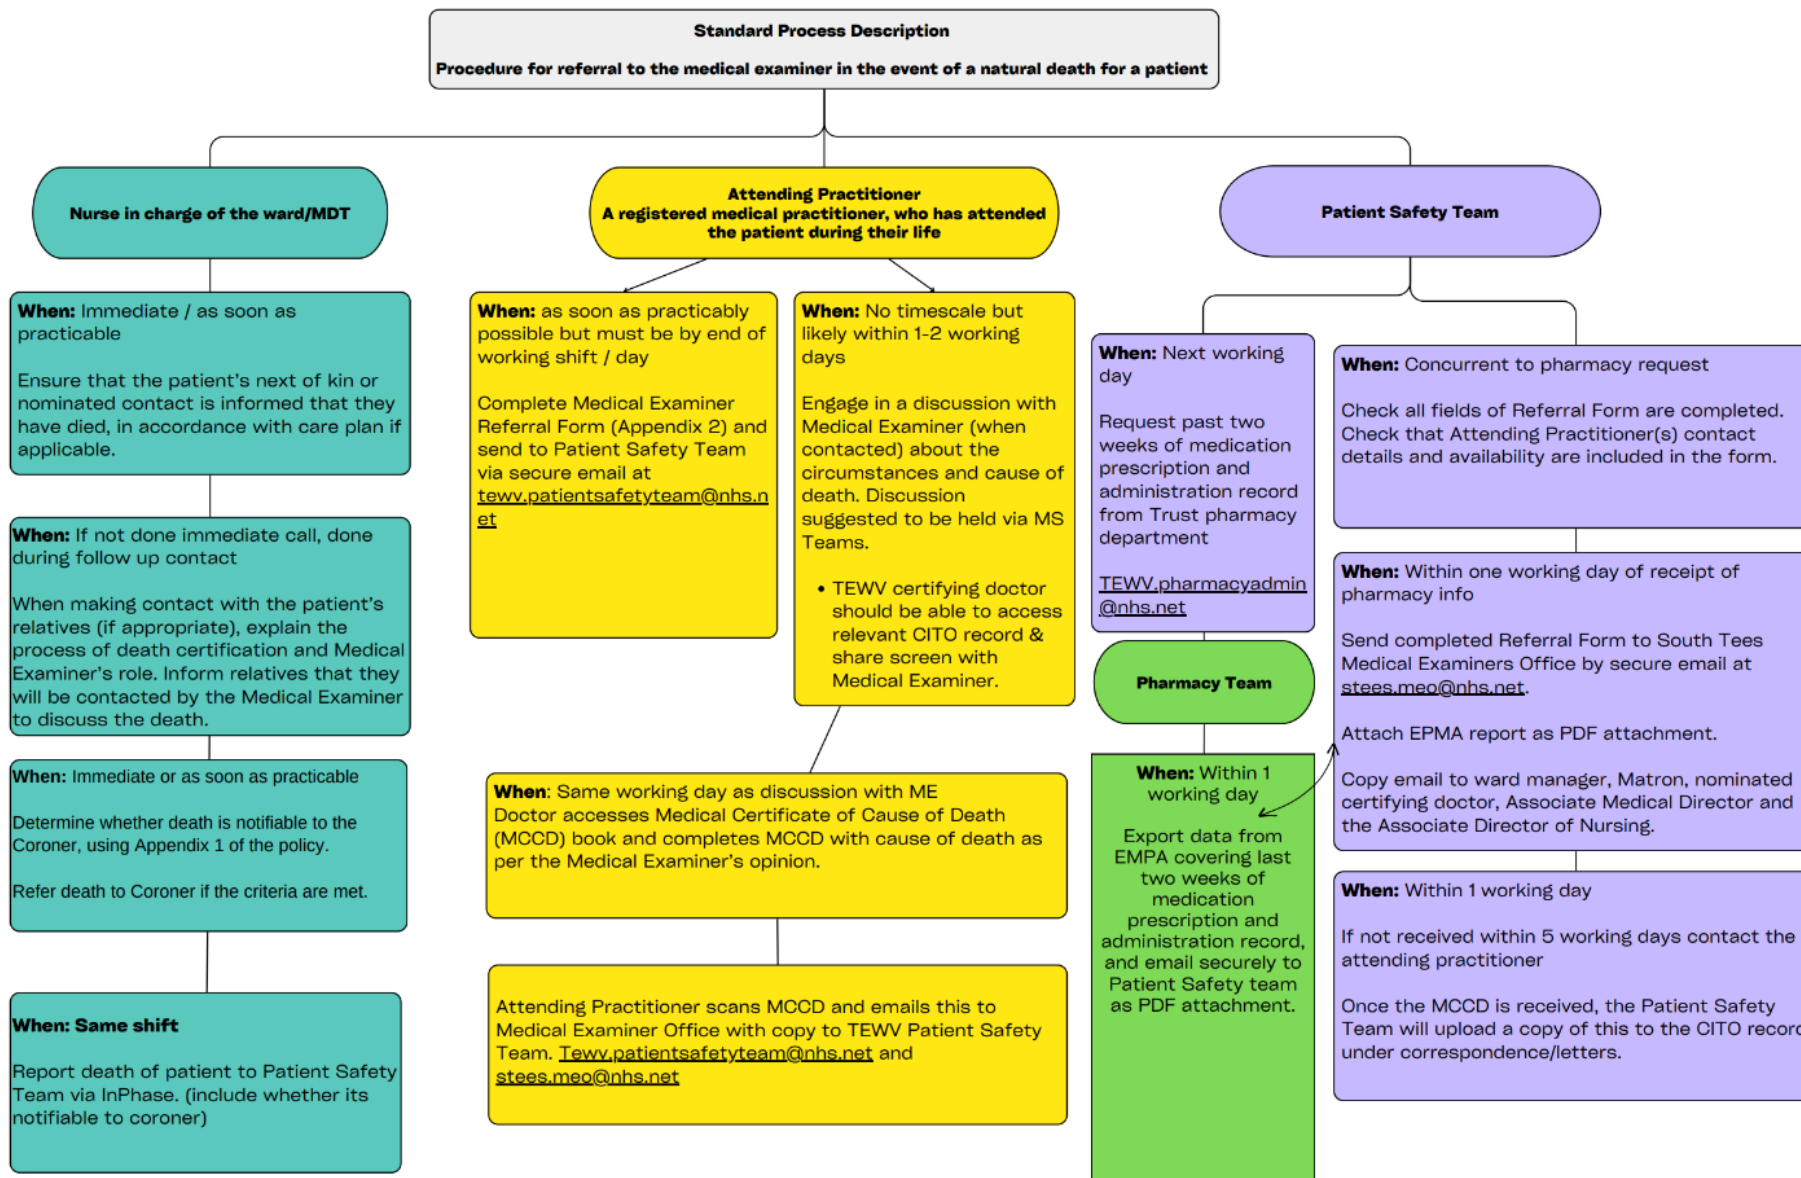 Standard Process Description
Procedure for referral to the medical examiner in the event of a natural death for a patient
Nurse in charge of the ward/MDT
When: Immediate / as soon as
practicable
Ensure that the patient's next of kin or
nominated contact is informed that they
have died, in accordance with care plan if
applicable.
When: If not done immediate call, done
during follow up contact
When making contact with the patient's
relatives (if appropriate), explain the
process of death certification and Medical
Examiner's role. Inform relatives that they
will be contacted by the Medical Examiner
to discuss the death.
When: Immediate or as soon as practicable
Determine whether death is notifiable to the
Coroner, using Appendix 1 of the policy.
Refer death to Coroner if the criteria are met.
When: Same shift
Report death of patient to Patient Safety
Team via InPhase. (include whether its
notifiable to coroner)
Attending Practitioner
A registered medical practitioner, who has attended
the patient during their life
When: as soon as practicably
possible but must be by end of
working shift / day
Complete Medical Examiner
Referral Form (Appendix 2) and
send to Patient Safety Team
via secure email at
tewv.patientsafetyteam@nhs.n
et
When: No timescale but
likely within 1-2 working
days
Engage in a discussion with
Medical Examiner (when
contacted) about the
circumstances and cause of
death. Discussion
suggested to be held via MS
Teams.
• TEWV certifying doctor
should be able to access
relevant CITO record &
share screen with
Medical Examiner.
When: Same working day as discussion with ME
Doctor accesses Medical Certificate of Cause of Death
(MCCD) book and completes MCCD with cause of death as
per the Medical Examiner's opinion.
Attending Practitioner scans MCCD and emails this to
Medical Examiner Office with copy to TEWV Patient Safety
Team. Tewv.patientsafetyteam@nhs.net and
stees.meo@nhs.net
Patient Safety Team
When: Next working
day
Request past two
weeks of medication
prescription and
administration record
from Trust pharmacy
department
TEWV.pharmacyadmin
@nhs.net
Pharmacy Team
When: Within 1
working day
Export data from
EMPA covering last
two weeks of
medication
prescription and
administration record,
and email securely to
Patient Safety team
as PDF attachment.
When: Concurrent to pharmacy request
Check all fields of Referral Form are completed.
Check that Attending Practitioner(s) contact
details and availability are included in the form.
When: Within one working day of receipt of
pharmacy info
Send completed Referral Form to South Tees
Medical Examiners Office by secure email at
stees.meo@nhs.net.
Attach EPMA report as PDF attachment.
Copy email to ward manager, Matron, nominated
certifying doctor, Associate Medical Director and
the Associate Director of Nursing.
When: Within 1 working day
If not received within 5 working days contact the
attending practitioner
Once the MCCD is received, the Patient Safety
Team will upload a copy of this to the CITO record
under correspondence/letters.